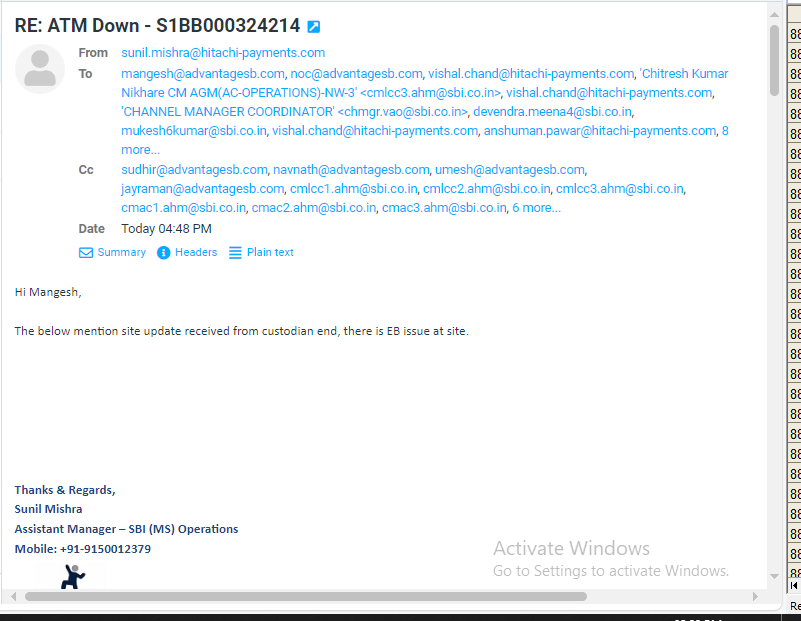 RE: ATM Down - S1BB000324214
From sunil.mishra@hitachi-payments.com
To mangesh@advantagesb.com, noc@advantagesb.com, vishal.chand@hitachi-payments.com, 'Chitresh Kumar
Nikhare CM AGM(AC-OPERATIONS)-NW-3' <cmlcc3.ahm@sbi.co.in>, vishal.chand@hitachi-payments.com,
'CHANNEL MANAGER COORDINATOR' <chmgr.vao@sbi.co.in>, devendra.meena4@sbi.co.in,
mukesh6kumar@sbi.co.in, vishal.chand@hitachi-payments.com, anshuman.pawar@hitachi-payments.com, 8
more...
Cc sudhir@advantagesb.com, navnath@advantagesb.com, umesh@advantagesb.com,
jayraman@advantagesb.com, cmlcc1.ahm@sbi.co.in, cmlcc2.ahm@sbi.co.in, cmlcc3.ahm@sbi.co.in,
cmac1.ahm@sbi.co.in, cmac2.ahm@sbi.co.in, cmac3.ahm@sbi.co.in, 6 more...
Date Today 04:48 PM
Summary Headers Plain text
Hi Mangesh,
The below mention site update received from custodian end, there is EB issue at site.
Thanks & Regards,
Sunil Mishra
Assistant Manager – SBI (MS) Operations
Mobile: +91-9150012379
Activate Windows
Go to Settings to activate Windows.